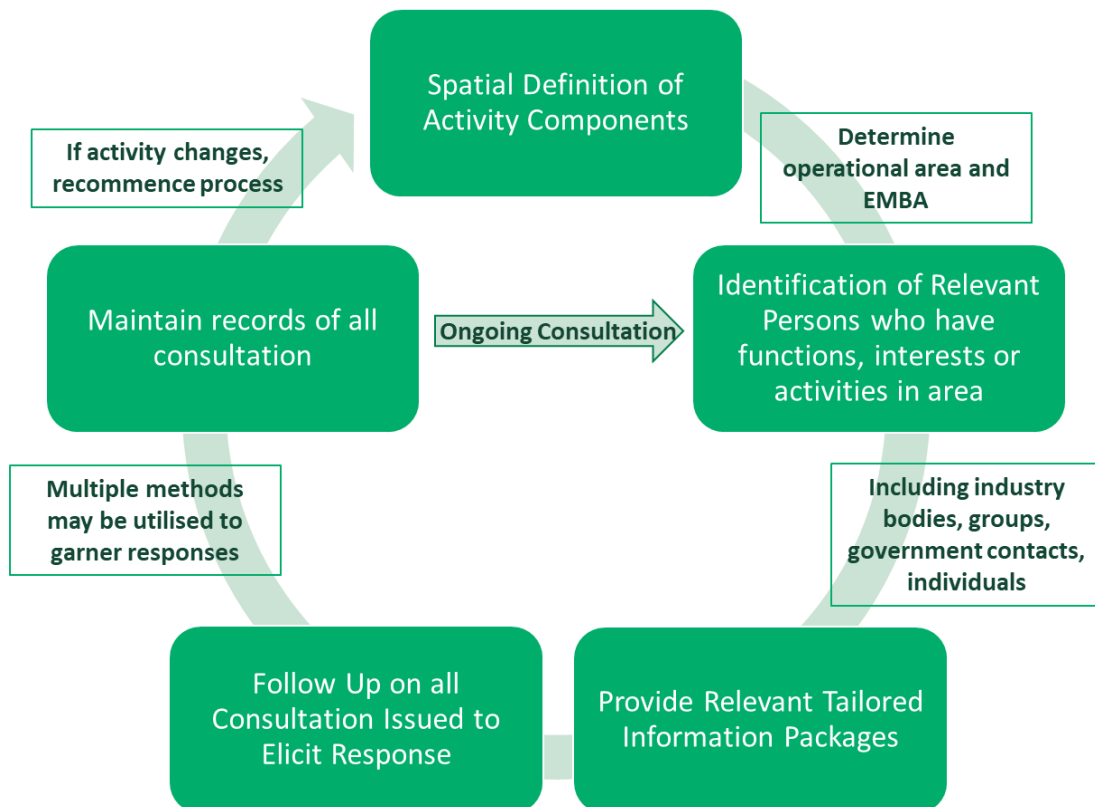 Spatial Definition of
Activity Components
If activity changes,
recommence process
Determine
operational area and
EMBA
Maintain records of all
consultation
Ongoing Consultation
Identification of Relevant
Persons who have
functions, interests or
activities in area
Multiple methods
may be utilised to
garner responses
Including industry
bodies, groups,
government contacts,
individuals
Follow Up on all
Consultation Issued to
Elicit Response
Provide Relevant Tailored
Information Packages